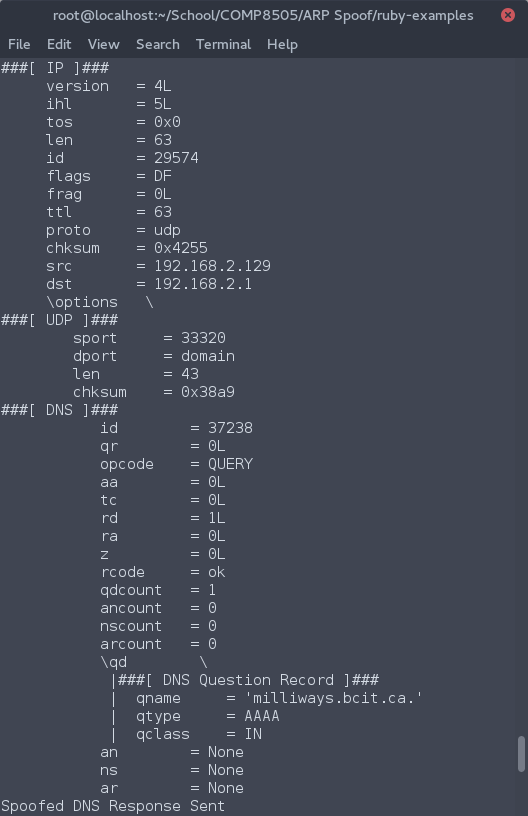 root@localhost:~/School/COMP8505/ARP Spoof/ruby-examples
File Edit View Search Terminal Help
###[ IP ]###
     version   = 4L
     ihl       = 5L
     tos       = 0x0
     len       = 63
     id        = 29574
     flags     = DF
     frag      = 0L
     ttl       = 63
     proto     = udp
     chksum    = 0x4255
     src       = 192.168.2.129
     dst       = 192.168.2.1
     \options   \
###[ UDP ]###
        sport     = 33320
        dport     = domain
        len       = 43
        chksum    = 0x38a9
###[ DNS ]###
           id        = 37238
           qr        = 0L
           opcode    = QUERY
           aa        = 0L
           tc        = 0L
           rd        = 1L
           ra        = 0L
           z         = 0L
           rcode     = ok
           qdcount   = 1
           ancount   = 0
           nscount   = 0
           arcount   = 0
           \qd        \
            |###[ DNS Question Record ]###
            |  qname     = 'milliways.bcit.ca.'
            |  qtype     = AAAA
            |  qclass    = IN
           an        = None
           ns        = None
           ar        = None
Spoofed DNS Response Sent